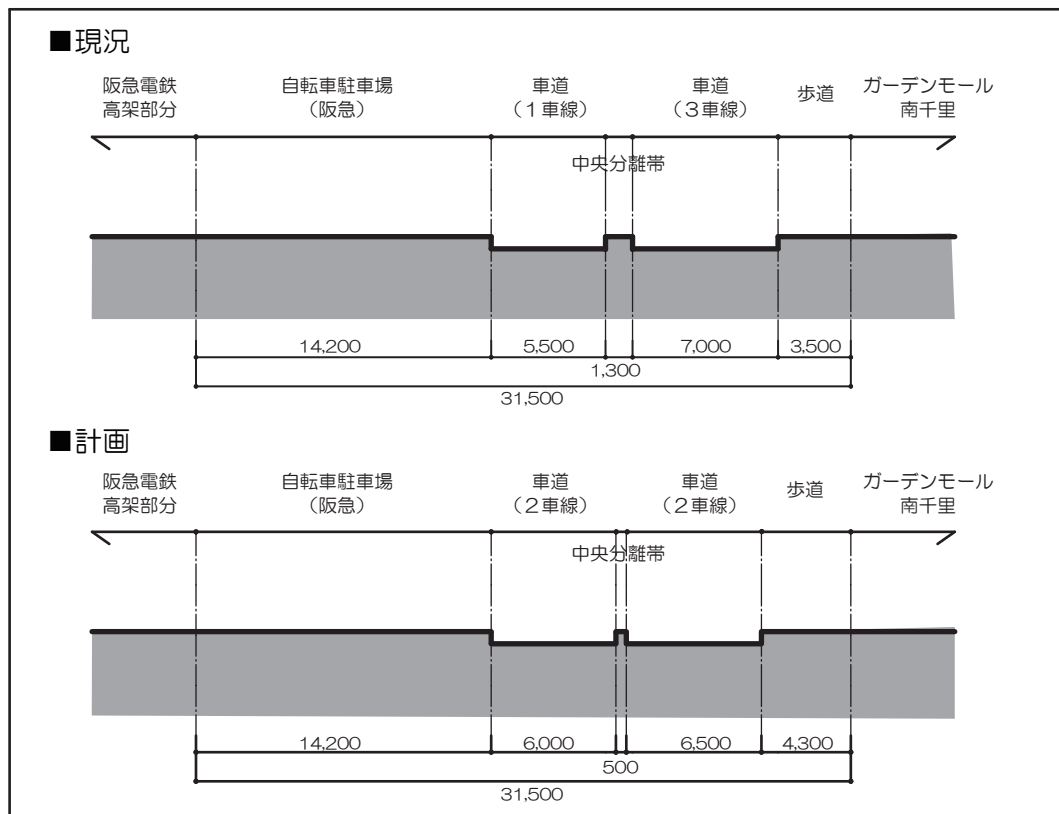 ■現況
阪急電鉄
高架部分
自転車駐車場
(阪急)
車道
(1車線)
車道
(3車線)
歩道
ガーデンモール
南千里
中央分離帯
14,200
5,500
7,000
3,500
1,300
31,500
■計画
阪急電鉄
高架部分
自転車駐車場
(阪急)
車道
(2車線)
車道
(2車線)
歩道
ガーデンモール
南千里
中央分離帯
14,200
6,000
6,500
4,300
500
31,500